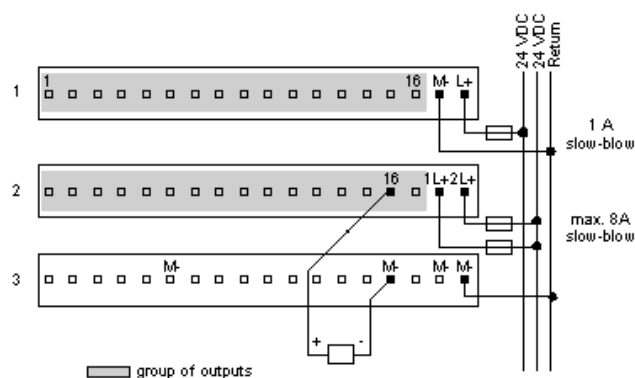 24 VDC
24 VDC
Return
1
1
16
M-
L+
1 A
slow-blow
2
16
1L+2L+
max. 8A
slow-blow
3
M-
M-
M-
M-
+
-
group of outputs